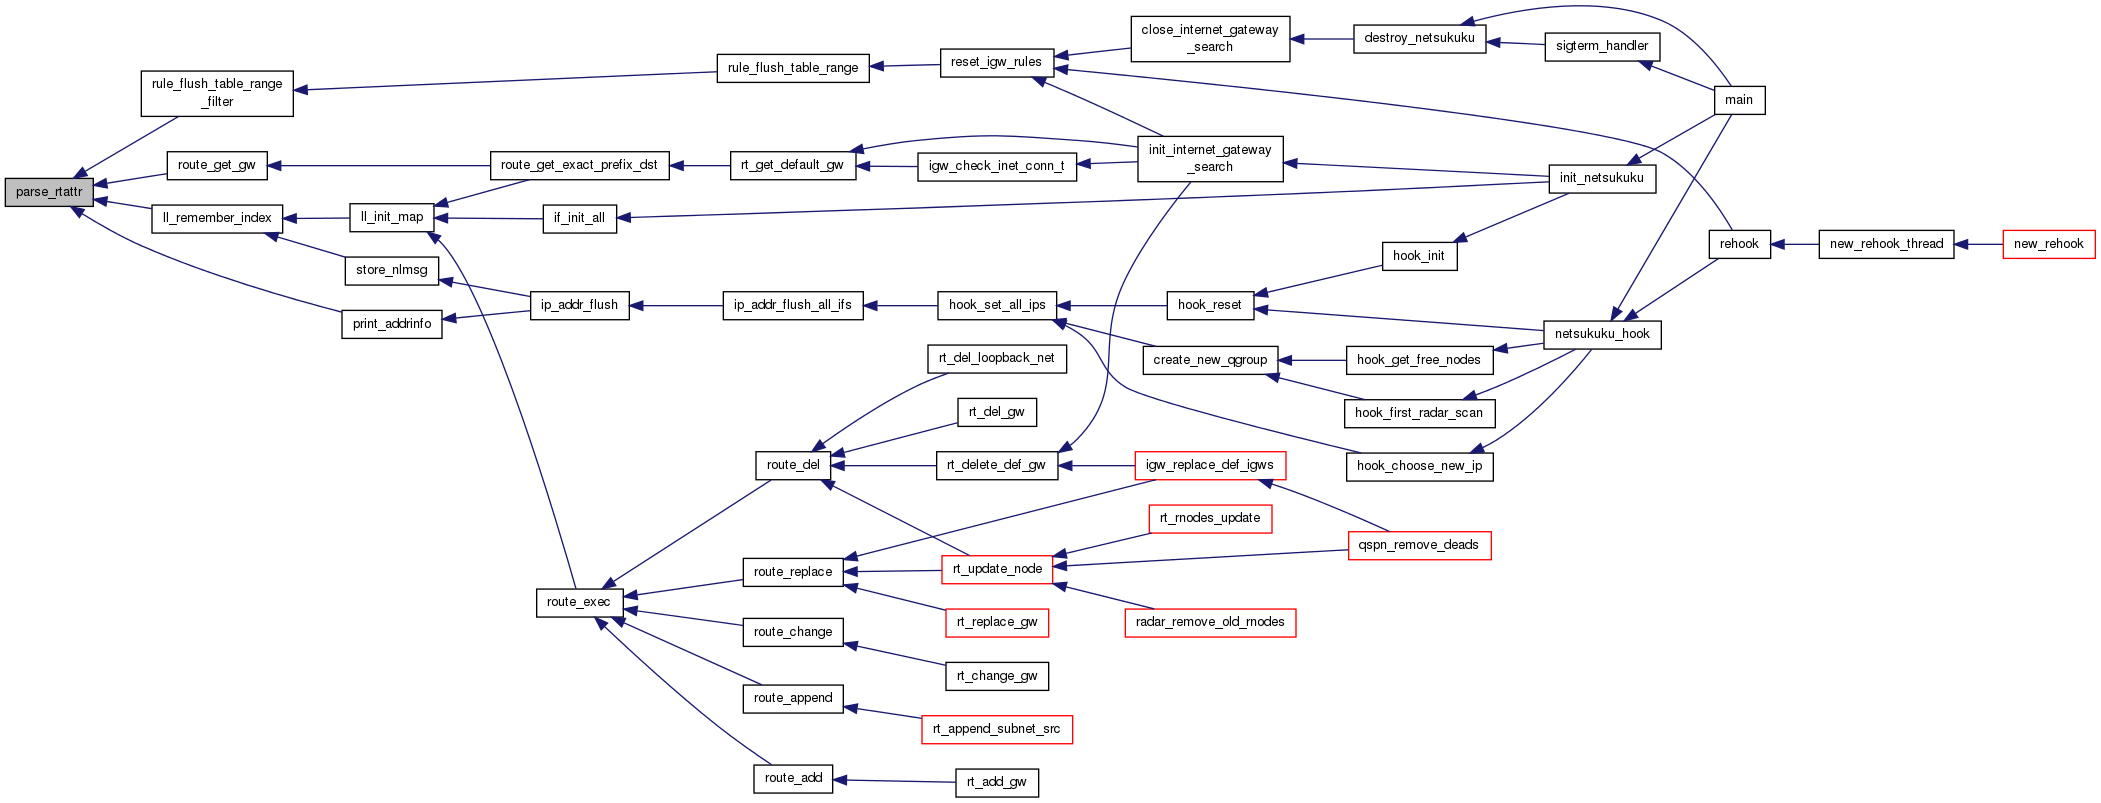 close_internet_gateway
_search
destroy_netsukuku
sigterm_handler
reset_igw_rules
rule_flush_table_range
rule_flush_table_range
_filter
main
init_internet_gateway
_search
route_get_gw
route_get_exact_prefix_dst
rt_get_default_gw
igw_check_inet_conn_t
init_netsukuku
parse_rtattr
ll_remember_index
ll_init_map
if_init_all
rehook
new_rehook_thread
new_rehook
hook_init
store_nlmsg
ip_addr_flush
ip_addr_flush_all_ifs
hook_set_all_ips
hook_reset
print_addrinfo
netsukuku_hook
rt_del_loopback_net
create_new_qgroup
hook_get_free_nodes
rt_del_gw
hook_first_radar_scan
route_del
rt_delete_def_gw
igw_replace_def_igws
hook_choose_new_ip
rt_rnodes_update
qspn_remove_deads
route_replace
rt_update_node
route_exec
rt_replace_gw
radar_remove_old_rnodes
route_change
rt_change_gw
route_append
rt_append_subnet_src
route_add
rt_add_gw